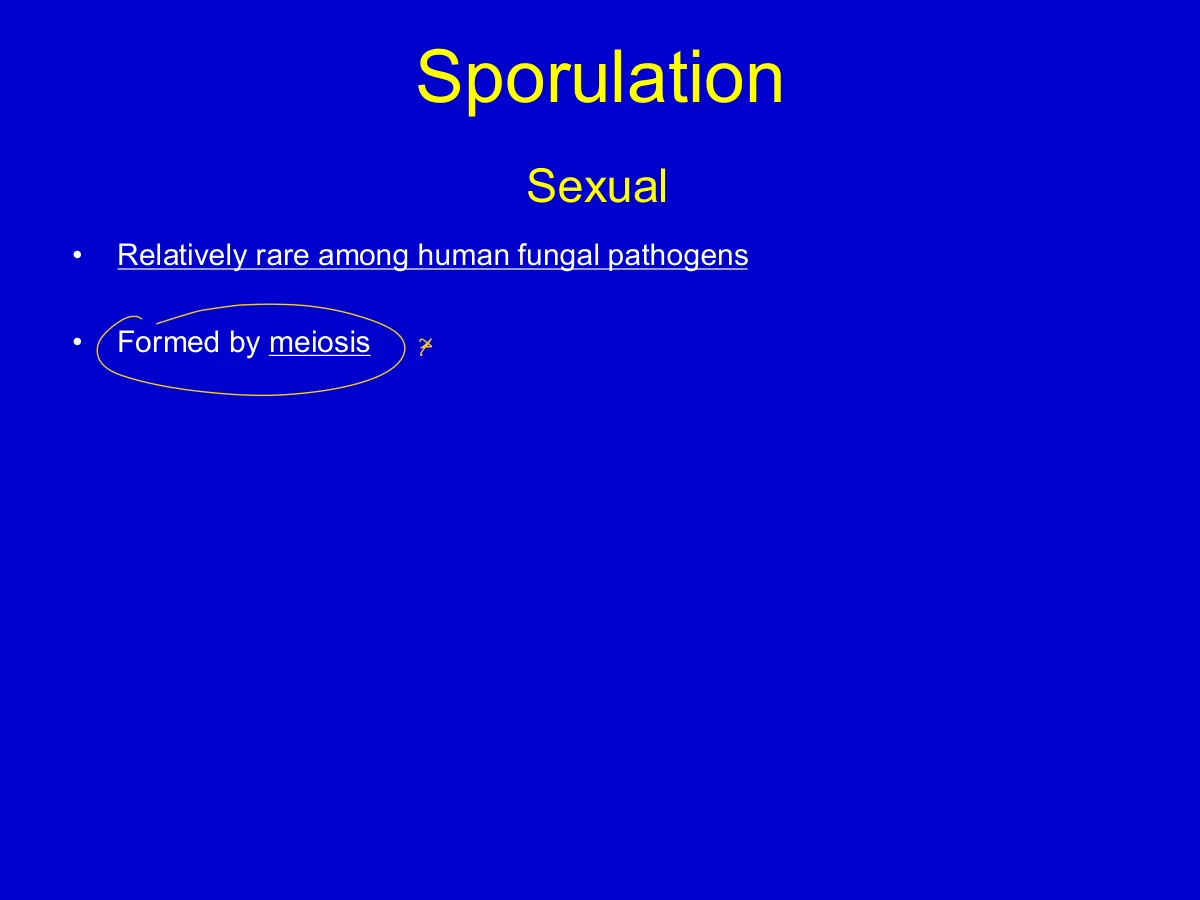 Sporulation
Sexual
• Relatively rare among human fungal pathogens
• Formed by meiosis